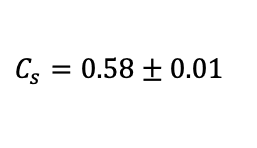 Cₛ = 0.58 ± 0.01